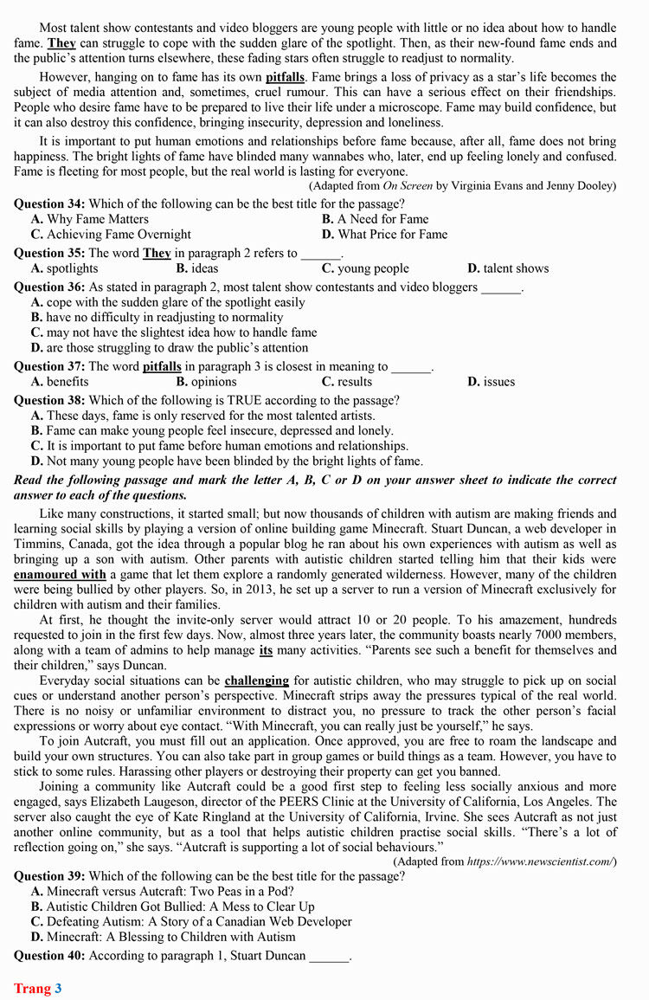 Most talent show contestants and video bloggers are young people with little or no idea about how to handle
fame. They can struggle to cope with the sudden glare of the spotlight. Then, as their new-found fame ends and
the public’s attention turns elsewhere, these fading stars often struggle to readjust to normality.
However, hanging on to fame has its own pitfalls. Fame brings a loss of privacy as a star’s life becomes the
subject of media attention and, sometimes, cruel rumour. This can have a serious effect on their friendships.
People who desire fame have to be prepared to live their life under a microscope. Fame may build confidence, but
it can also destroy this confidence, bringing insecurity, depression and loneliness.
It is important to put human emotions and relationships before fame because, after all, fame does not bring
happiness. The bright lights of fame have blinded many wannabes who, later, end up feeling lonely and confused.
Fame is fleeting for most people, but the real world is lasting for everyone.
(Adapted from On Screen by Virginia Evans and Jenny Dooley)
Question 34: Which of the following can be the best title for the passage?
A. Why Fame Matters B. A Need for Fame
C. Achieving Fame Overnight D. What Price for Fame
Question 35: The word They in paragraph 2 refers to ______.
A. spotlights B. ideas C. young people D. talent shows
Question 36: As stated in paragraph 2, most talent show contestants and video bloggers ______.
A. cope with the sudden glare of the spotlight easily
B. have no difficulty in readjusting to normality
C. may not have the slightest idea how to handle fame
D. are those struggling to draw the public’s attention
Question 37: The word pitfalls in paragraph 3 is closest in meaning to ______.
A. benefits B. opinions C. results D. issues
Question 38: Which of the following is TRUE according to the passage?
A. These days, fame is only reserved for the most talented artists.
B. Fame can make young people feel insecure, depressed and lonely.
C. It is important to put fame before human emotions and relationships.
D. Not many young people have been blinded by the bright lights of fame.
Read the following passage and mark the letter A, B, C or D on your answer sheet to indicate the correct
answer to each of the questions.
Like many constructions, it started small; but now thousands of children with autism are making friends and
learning social skills by playing a version of online building game Minecraft. Stuart Duncan, a web developer in
Timmins, Canada, got the idea through a popular blog he ran about his own experiences with autism as well as
bringing up a son with autism. Other parents with autistic children started telling him that their kids were
enamoured with a game that let them explore a randomly generated wilderness. However, many of the children
were being bullied by other players. So, in 2013, he set up a server to run a version of Minecraft exclusively for
children with autism and their families.
At first, he thought the invite-only server would attract 10 or 20 people. To his amazement, hundreds
requested to join in the first few days. Now, almost three years later, the community boasts nearly 7000 members,
along with a team of admins to help manage its many activities. “Parents see such a benefit for themselves and
their children,” says Duncan.
Everyday social situations can be challenging for autistic children, who may struggle to pick up on social
cues or understand another person’s perspective. Minecraft strips away the pressures typical of the real world.
There is no noisy or unfamiliar environment to distract you, no pressure to track the other person’s facial
expressions or worry about eye contact. “With Minecraft, you can really just be yourself,” he says.
To join Autcraft, you must fill out an application. Once approved, you are free to roam the landscape and
build your own structures. You can also take part in group games or build things as a team. However, you have to
stick to some rules. Harassing other players or destroying their property can get you banned.
Joining a community like Autcraft could be a good first step to feeling less socially anxious and more
engaged, says Elizabeth Laugeson, director of the PEERS Clinic at the University of California, Los Angeles. The
server also caught the eye of Kate Ringland at the University of California, Irvine. She sees Autcraft as not just
another online community, but as a tool that helps autistic children practise social skills. “There’s a lot of
reflection going on,” she says. “Autcraft is supporting a lot of social behaviours.”
(Adapted from https://www.newscientist.com/)
Question 39: Which of the following can be the best title for the passage?
A. Minecraft versus Autcraft: Two Peas in a Pod?
B. Autistic Children Got Bullied: A Mess to Clear Up
C. Defeating Autism: A Story of a Canadian Web Developer
D. Minecraft: A Blessing to Children with Autism
Question 40: According to paragraph 1, Stuart Duncan ______.
Trang 3